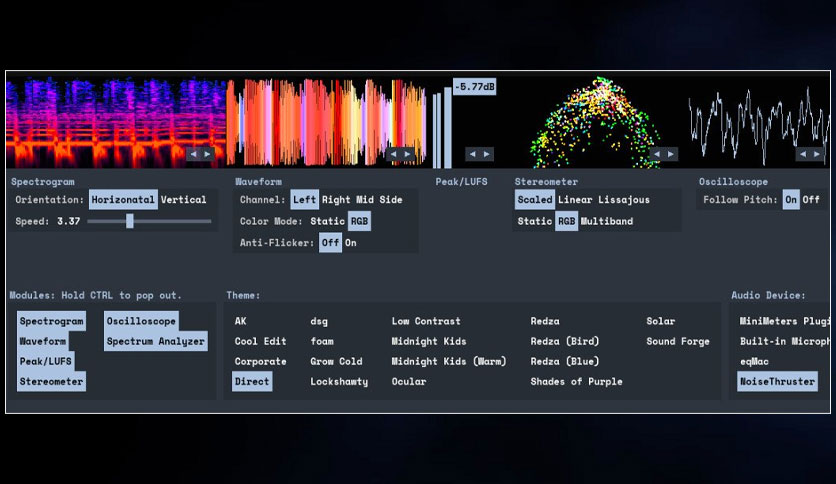 -5.77dB
Spectrogram
Orientation: Horizonatal Vertical
Speed: 3.37
Waveform
Channel: Left Right Mid Side
Color Mode: Static RGB
Anti-Flicker: Off On
Peak/LUFS
Stereometer
Scaled Linear Lissajous
Static RGB Multiband
Oscilloscope
Follow Pitch: On Off
Modules: Hold CTRL to pop out.
Spectrogram Oscilloscope
Waveform Spectrum Analyzer
Peak/LUFS
Stereometer
Theme:
AK dsg Low Contrast Redza Solar
Cool Edit foam Midnight Kids Redza (Bird) Sound Forge
Corporate Grow Cold Midnight Kids (Warm) Redza (Blue)
Direct Lockshawty Ocular Shades of Purple
Audio Device:
MiniMeters Plugi
Built-in Microph
eqMac
NoiseThruster